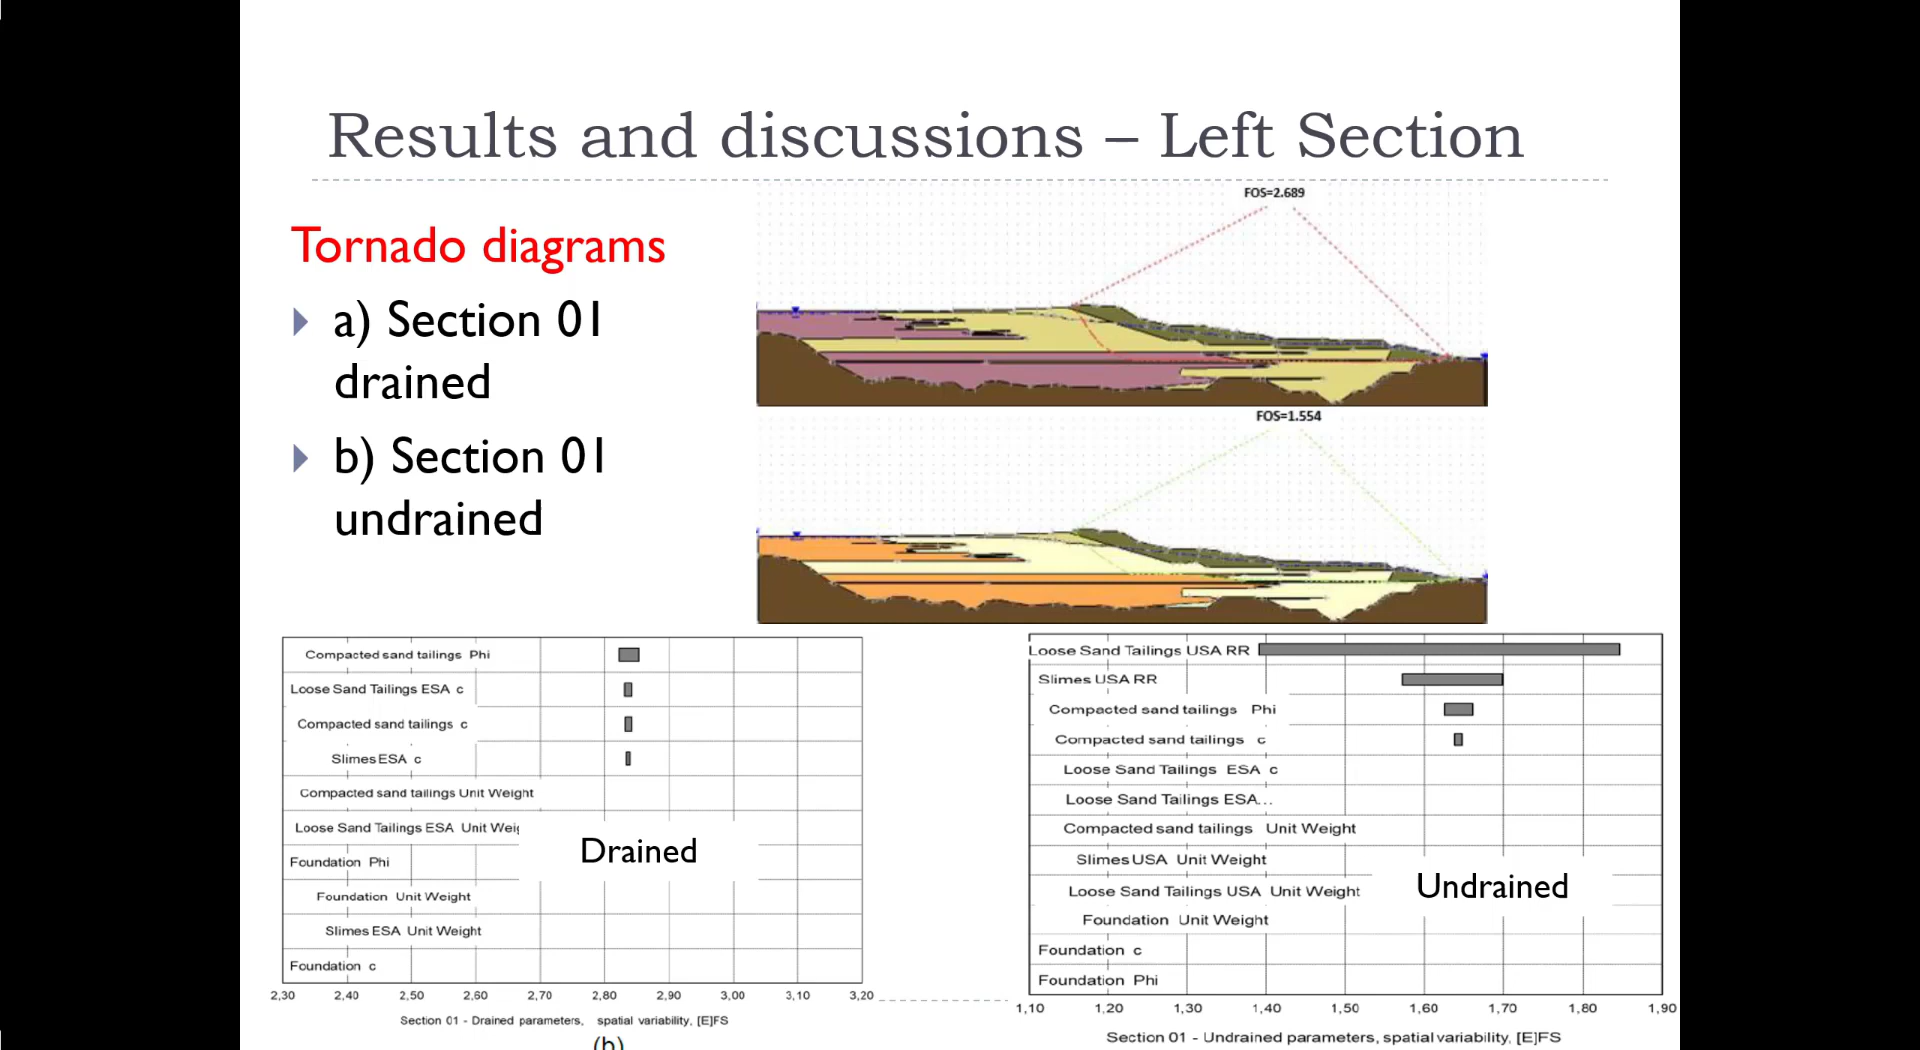 Results and discussions – Left Section
Tornado diagrams
a) Section 01
drained
b) Section 01
undrained
FOS=2.689
FOS=1.554
Compacted sand tailings Phi
Loose Sand Tailings ESA c
Compacted sand tailings c
Slimes ESA c
Compacted sand tailings Unit Weight
Loose Sand Tailings ESA Unit Weig
Foundation Phi
Foundation Unit Weight
Slimes ESA Unit Weight
Foundation c
Drained
2,30 2,40 2,50 2,60 2,70 2,80 2,90 3,00 3,10 3,20
Section 01 - Drained parameters, spatial variability, [E]FS
(b)
Loose Sand Tailings USA RR
Slimes USA RR
Compacted sand tailings Phi
Compacted sand tailings c
Loose Sand Tailings ESA c
Loose Sand Tailings ESA...
Compacted sand tailings Unit Weight
Slimes USA Unit Weight
Loose Sand Tailings USA Unit Weight
Foundation Unit Weight
Foundation c
Foundation Phi
Undrained
1,10 1,20 1,30 1,40 1,50 1,60 1,70 1,80 1,90
Section 01 - Undrained parameters, spatial variability, [E]FS